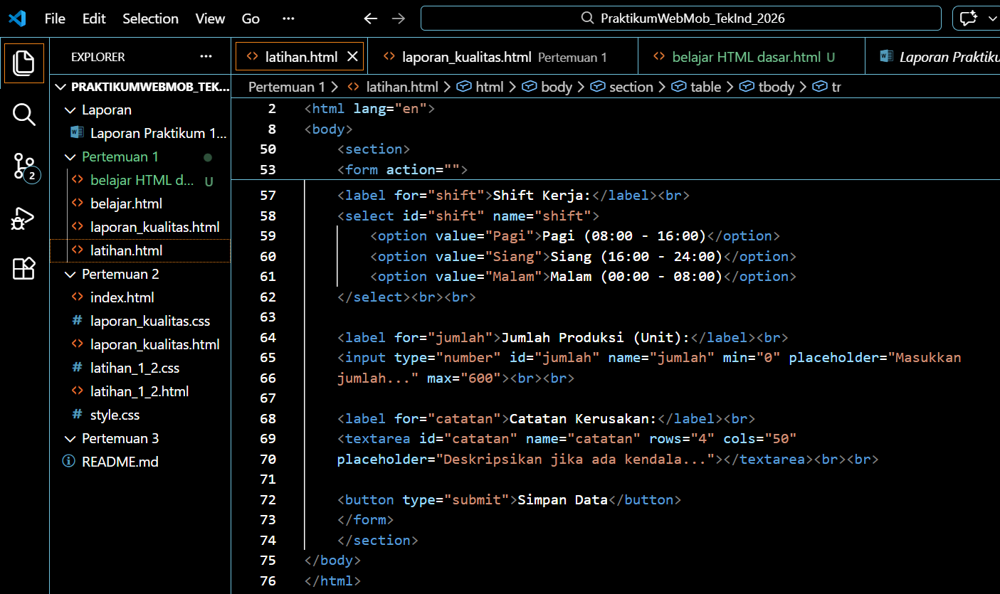 File Edit Selection View Go ... PraktikumWebMob_TekInd_2026
EXPLORER ...
PRAKTIKUMWEBMOB_TEK...
Laporan
Laporan Praktikum 1...
Pertemuan 1
belajar HTML d... U
belajar.html
laporan_kualitas.html
latihan.html
Pertemuan 2
index.html
laporan_kualitas.css
laporan_kualitas.html
latihan_1_2.css
latihan_1_2.html
style.css
Pertemuan 3
README.md
2
latihan.html laporan_kualitas.html Pertemuan 1 belajar HTML dasar.html U Laporan Praktiku
Pertemuan 1 > latihan.html > html > body > section > table > tbody > tr
2 <html lang="en">
8 <body>
50 <section>
53 <form action="">
57 <label for="shift">Shift Kerja:</label><br>
58 <select id="shift" name="shift">
59 <option value="Pagi">Pagi (08:00 - 16:00)</option>
60 <option value="Siang">Siang (16:00 - 24:00)</option>
61 <option value="Malam">Malam (00:00 - 08:00)</option>
62 </select><br><br>
63
64 <label for="jumlah">Jumlah Produksi (Unit):</label><br>
65 <input type="number" id="jumlah" name="jumlah" min="0" placeholder="Masukkan
66 jumlah..." max="600"><br><br>
67
68 <label for="catatan">Catatan Kerusakan:</label><br>
69 <textarea id="catatan" name="catatan" rows="4" cols="50"
70 placeholder="Deskripsikan jika ada kendala..."></textarea><br><br>
71
72 <button type="submit">Simpan Data</button>
73 </form>
74 </section>
75 </body>
76 </html>